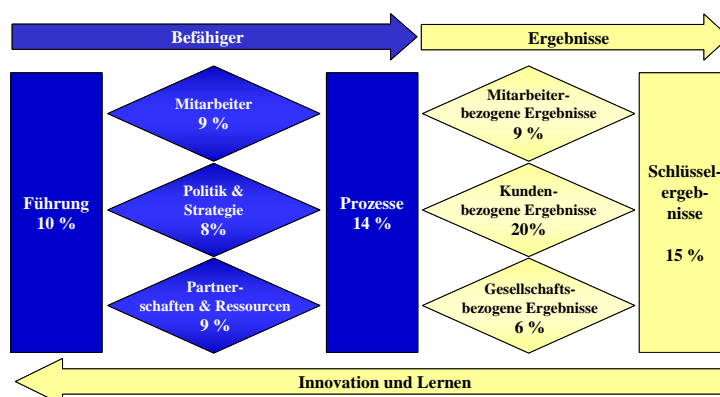 Befähiger
Ergebnisse
Führung
10 %
Mitarbeiter
9 %
Politik &
Strategie
8%
Partner-
schaften & Ressourcen
9 %
Prozesse
14 %
Mitarbeiter-
bezogene Ergebnisse
9 %
Kunden-
bezogene Ergebnisse
20%
Gesellschafts-
bezogene Ergebnisse
6 %
Schlüssel-
ergeb-
nisse
15 %
Innovation und Lernen